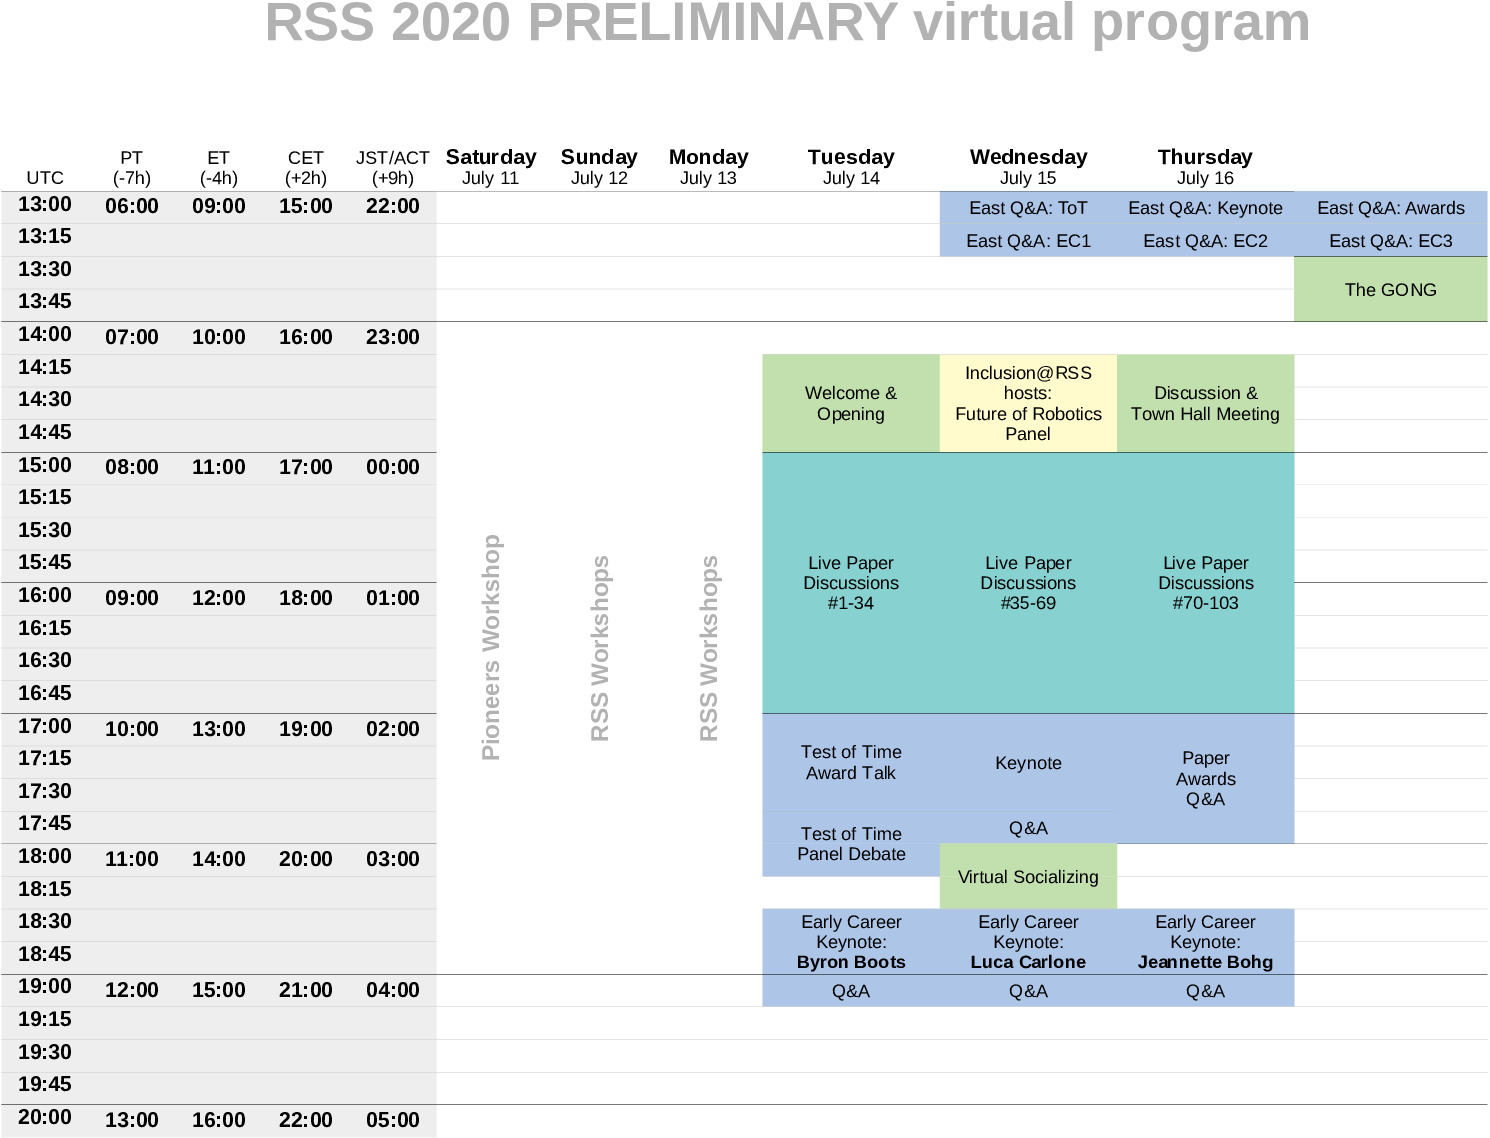 RSS 2020 PRELIMINARY virtual program
UTC
PT
(-7h)
ET
(-4h)
CET
(+2h)
JST/ACT
(+9h)
Saturday
July 11
Sunday
July 12
Monday
July 13
Tuesday
July 14
Wednesday
July 15
Thursday
July 16
13:00 06:00 09:00 15:00 22:00 East Q&A: ToT East Q&A: Keynote East Q&A: Awards
13:15 East Q&A: EC1 East Q&A: EC2 East Q&A: EC3
13:30
13:45
The GONG
14:00 07:00 10:00 16:00 23:00
14:15
14:30
14:45
Welcome &
Opening
Inclusion@RSS
hosts:
Future of Robotics
Panel
Discussion &
Town Hall Meeting
15:00 08:00 11:00 17:00 00:00
15:15
15:30
15:45
16:00 09:00 12:00 18:00 01:00
16:15
16:30
16:45
Pioneers Workshop
RSS Workshops
RSS Workshops
Live Paper
Discussions
#1-34
Live Paper
Discussions
#35-69
Live Paper
Discussions
#70-103
17:00 10:00 13:00 19:00 02:00
17:15
17:30
17:45
Test of Time
Award Talk
Keynote
Paper
Awards
Q&A
Test of Time
Panel Debate
Q&A
18:00 11:00 14:00 20:00 03:00
18:15
Virtual Socializing
18:30
18:45
Early Career
Keynote:
Byron Boots
Early Career
Keynote:
Luca Carlone
Early Career
Keynote:
Jeannette Bohg
19:00 12:00 15:00 21:00 04:00 Q&A Q&A Q&A
19:15
19:30
19:45
20:00 13:00 16:00 22:00 05:00